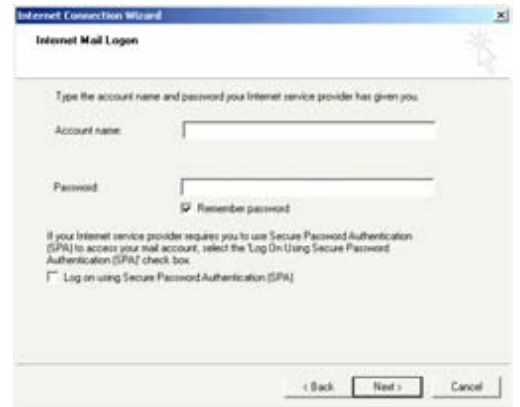 Internet Connection Wizard
Internet Mail Logon
Type the account name and password your Internet service provider has given you.
Account name:
Password:
Remember password
If your Internet service provider requires you to use Secure Password Authentication
(SPA) to access your mail account, select the 'Log On Using Secure Password
Authentication (SPA)' check box.
Log on using Secure Password Authentication (SPA)
< Back
Next >
Cancel